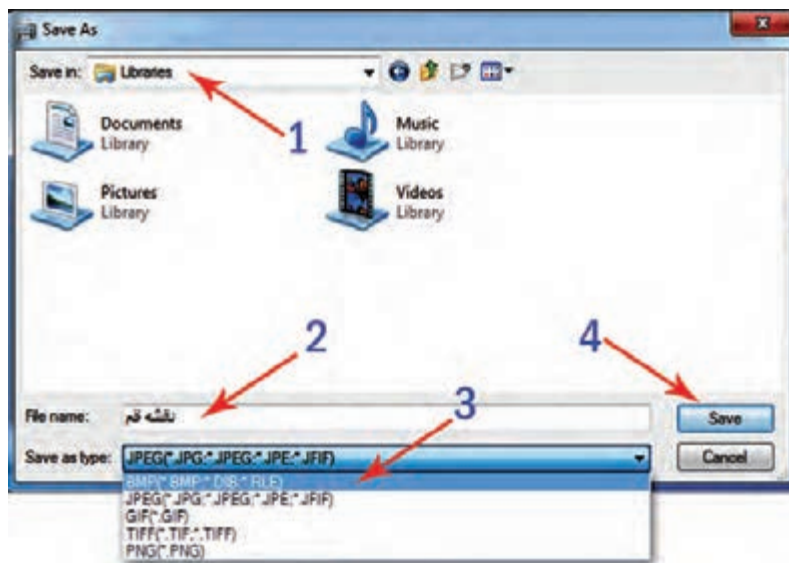 Save As
Save in: Libraries
1
Documents
Library
Music
Library
Pictures
Library
Videos
Library
2
4
File name: نقشه قم
Save
3
Save as type: JPEG(*.JPG;*.JPEG;*.JPE;*.JFIF)
Cancel
BMP(*.BMP;*.DIB;*.RLE)
JPEG(*.JPG;*.JPEG;*.JPE;*.JFIF)
GIF(*.GIF)
TIFF(*.TIF;*.TIFF)
PNG(*.PNG)